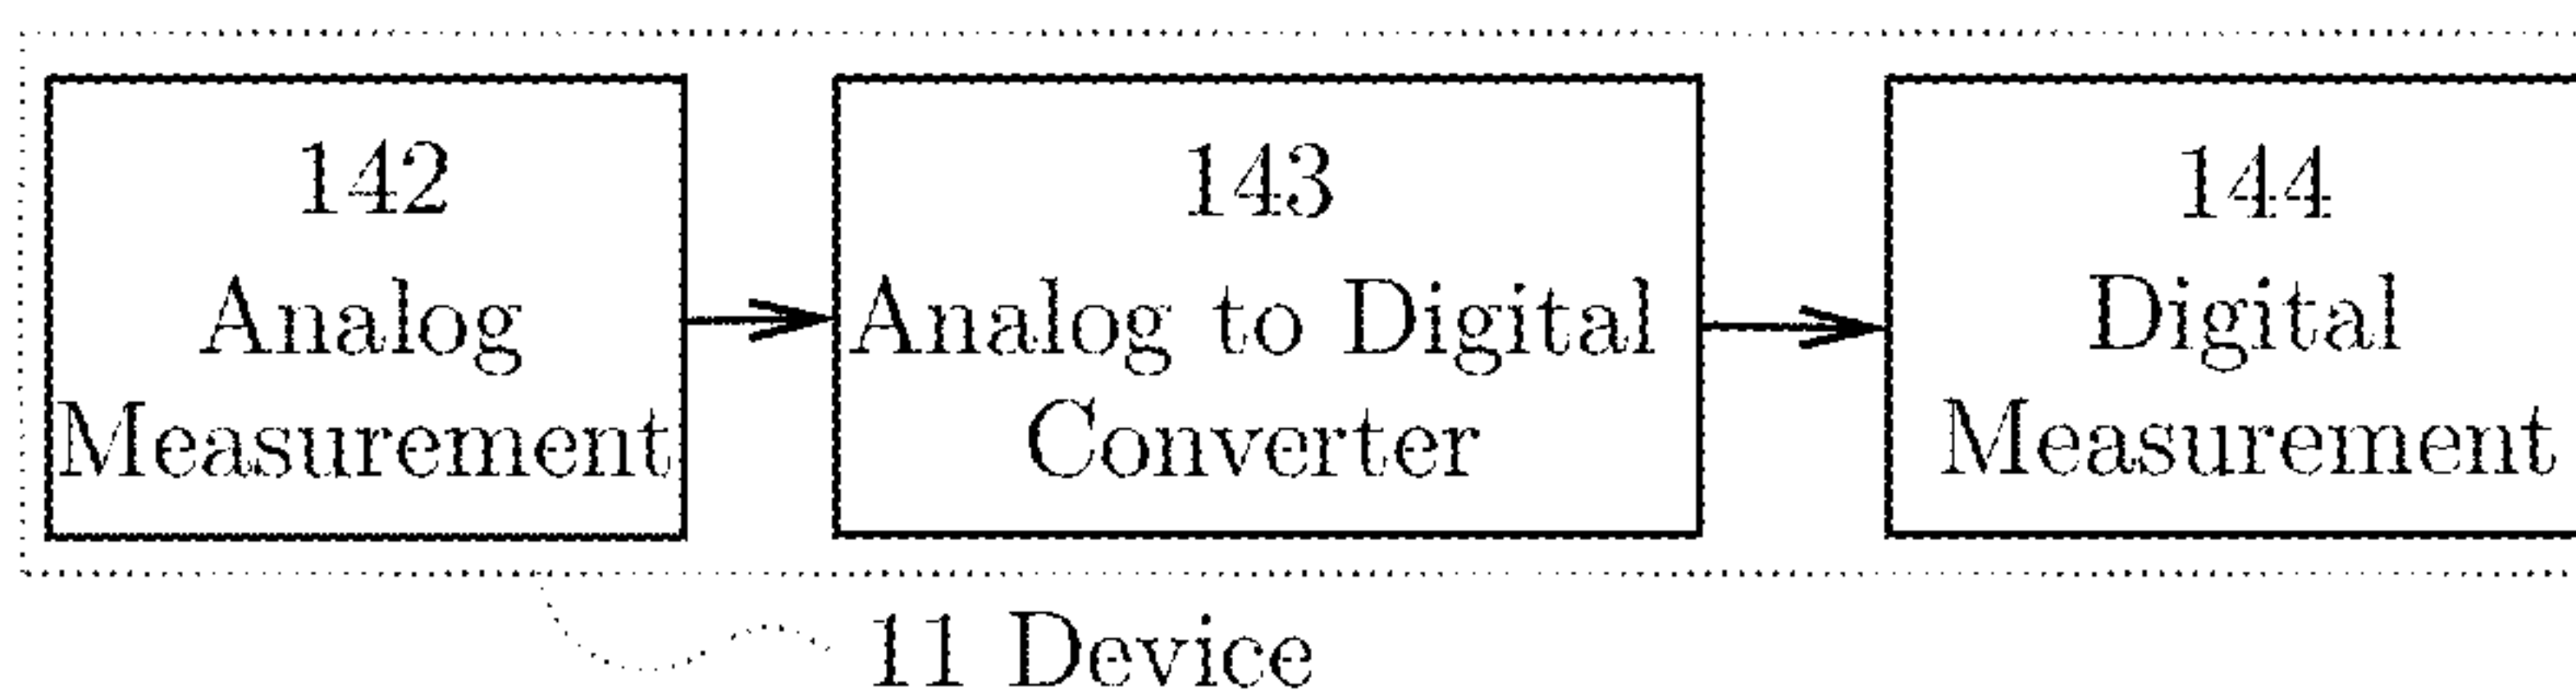 142
Analog
Measurement
143
Analog to Digital
Converter
144
Digital
Measurement
11 Device